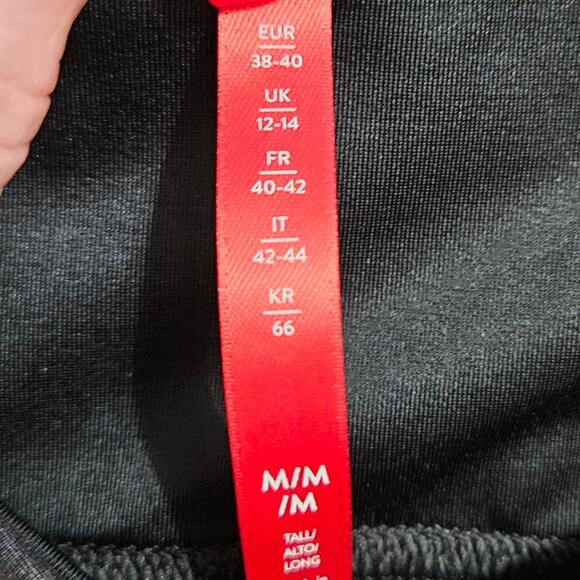 EUR
38-40
UK
12-14
FR
40-42
IT
42-44
KR
66
M/M
/M
TALL/
ALTO/
LONG